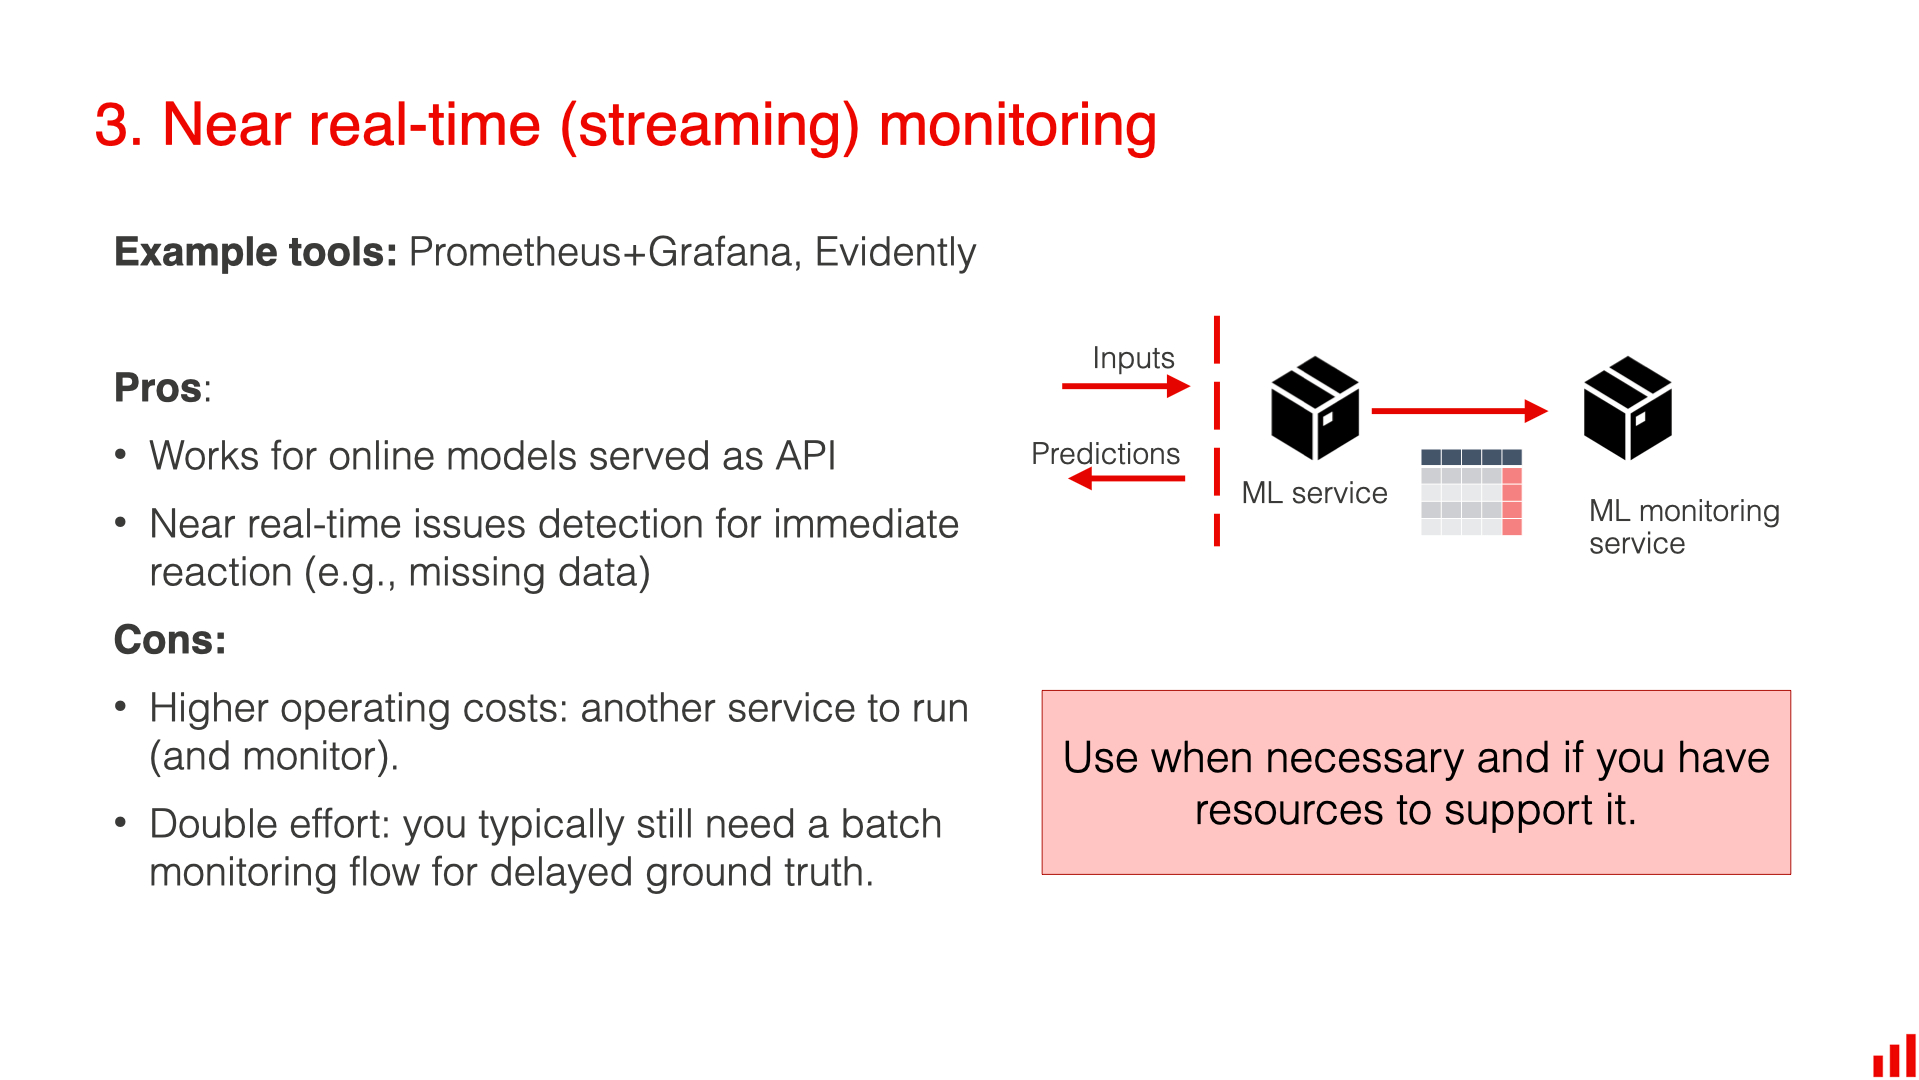 3. Near real-time (streaming) monitoring
Example tools: Prometheus+Grafana, Evidently
Pros:
• Works for online models served as API
• Near real-time issues detection for immediate
reaction (e.g., missing data)
Cons:
• Higher operating costs: another service to run
(and monitor).
• Double effort: you typically still need a batch
monitoring flow for delayed ground truth.
Inputs
Predictions
ML service
ML monitoring
service
Use when necessary and if you have
resources to support it.